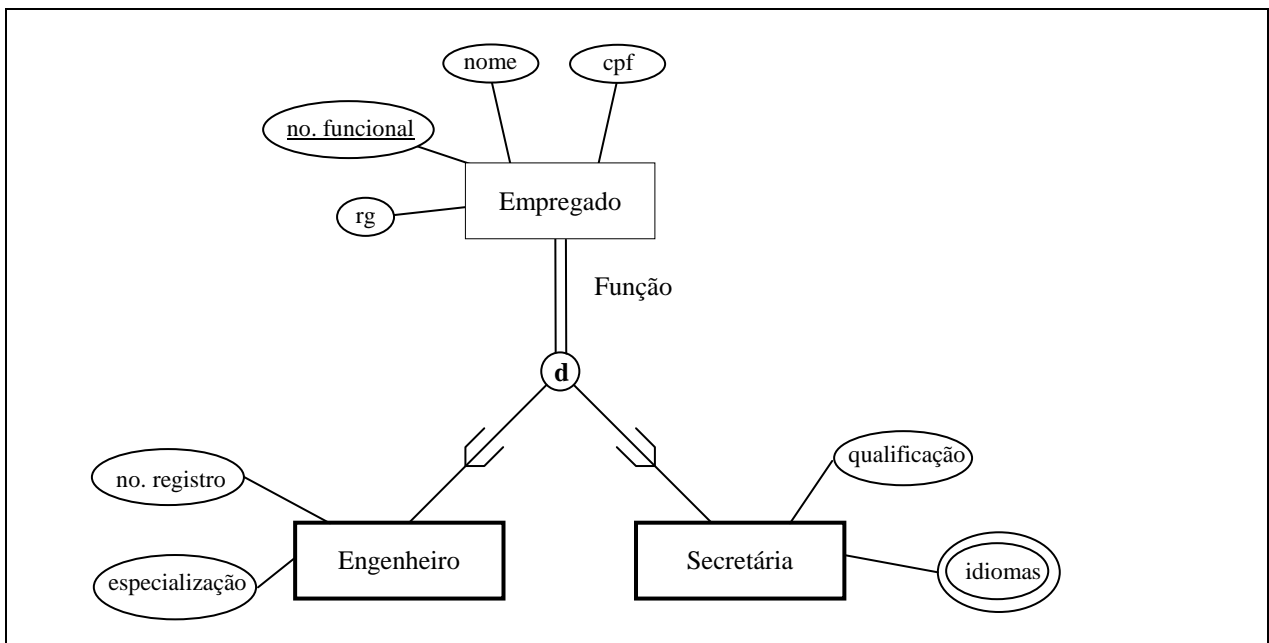 nome
cpf
no. funcional
rg
Empregado
Função
d
no. registro
qualificação
especialização
Engenheiro
Secretária
idiomas